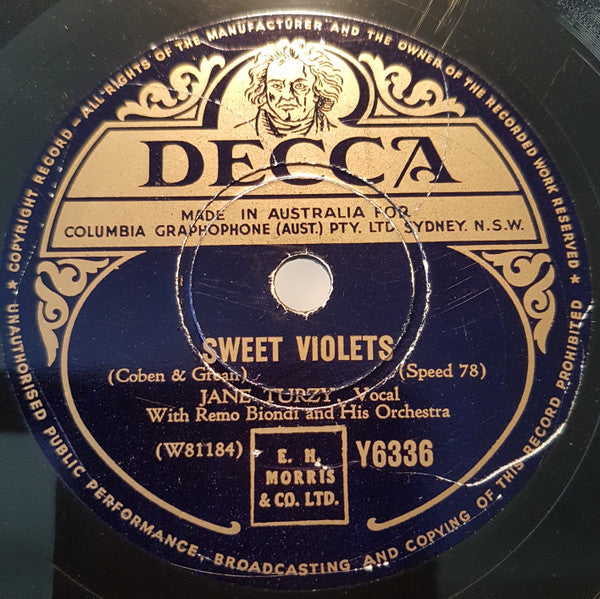 ★ COPYRIGHT RECORD — ALL RIGHTS OF THE MANUFACTURER AND THE OWNER OF THE RECORDED WORK RESERVED ★
DECCA
MADE IN AUSTRALIA FOR
COLUMBIA GRAPHOPHONE (AUST.) PTY. LTD. SYDNEY. N.S.W.
SWEET VIOLETS
(Coben & Grean) (Speed 78)
JANE TURZY, Vocal
With Remo Biondi and His Orchestra
(W81184) Y6336
E. H.
MORRIS
& CO. LTD.
UNAUTHORISED PUBLIC PERFORMANCE, BROADCASTING AND COPYING OF THIS RECORD PROHIBITED